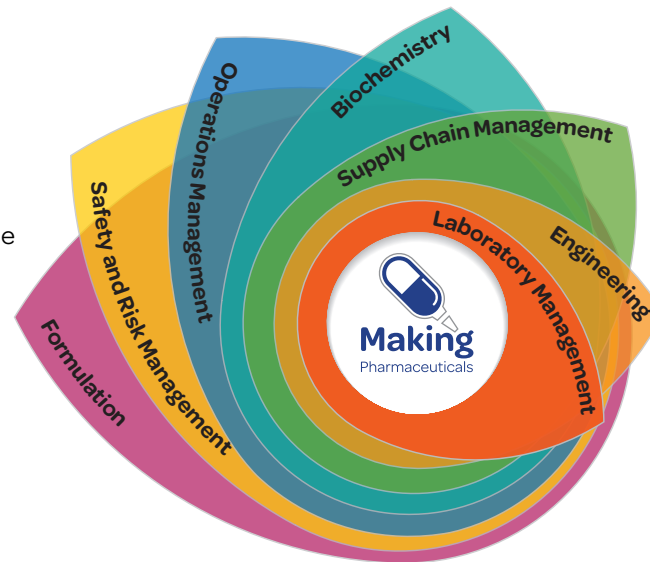 Biochemistry
Operations Management
Supply Chain Management
Safety and Risk Management
Laboratory Management
Engineering
e
Formulation
Making
Pharmaceuticals